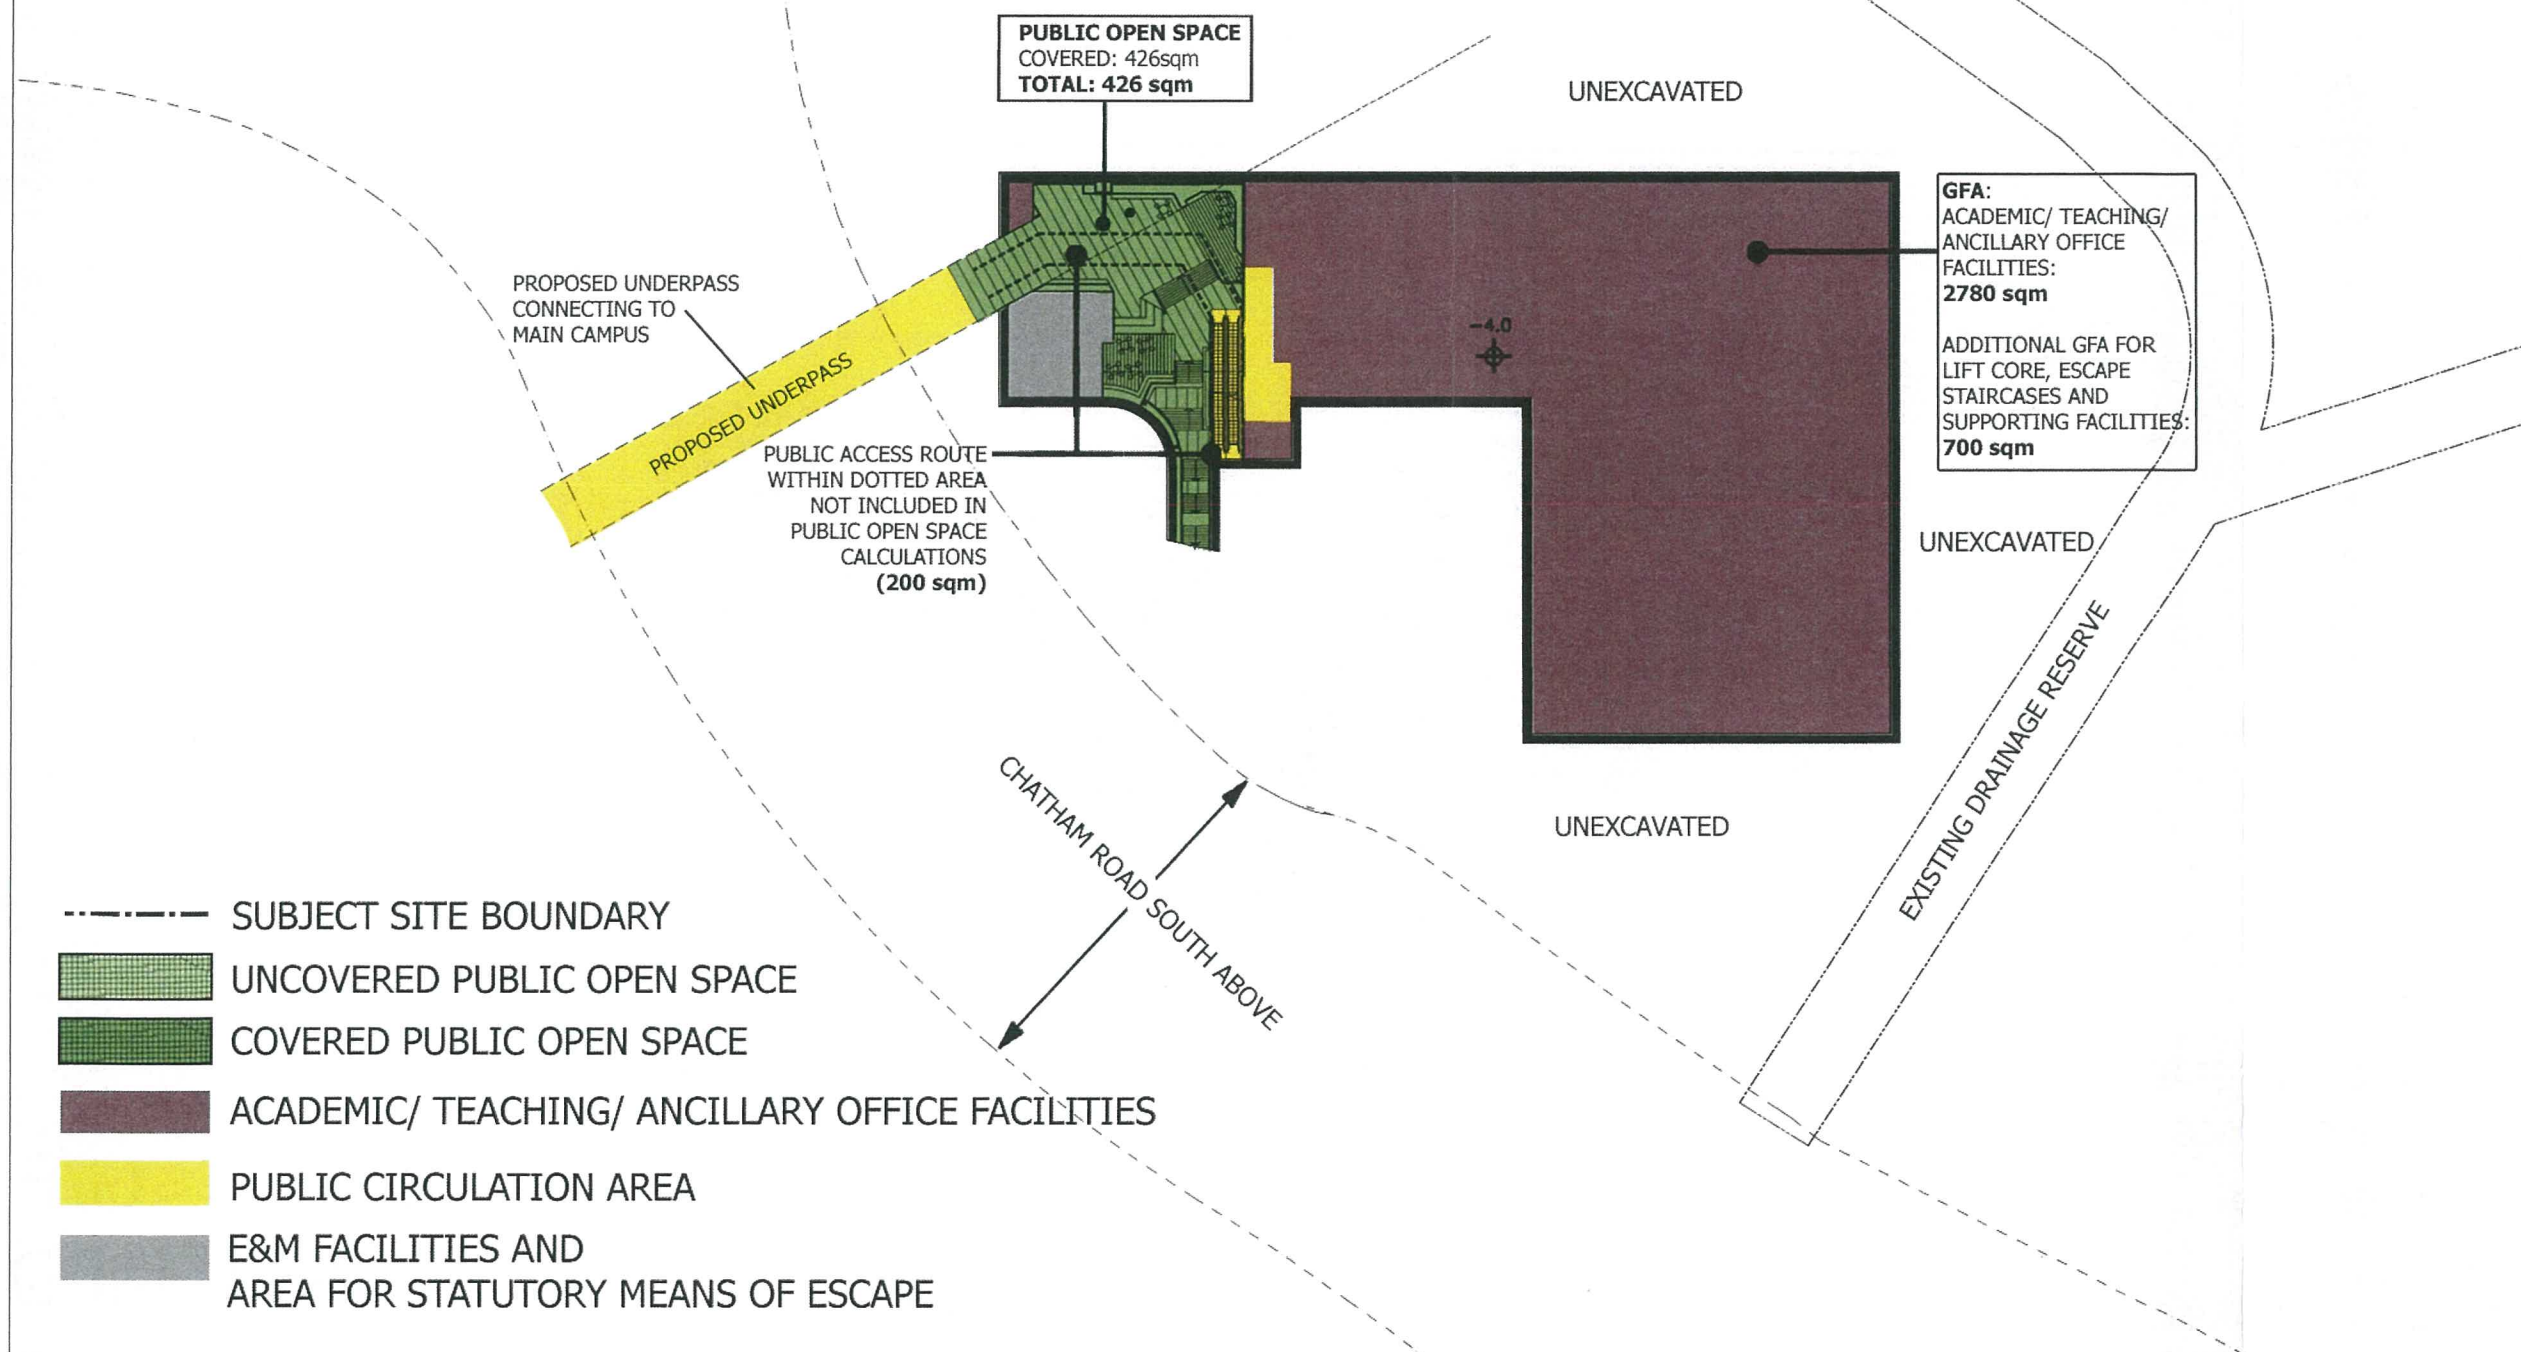 PUBLIC OPEN SPACE
COVERED: 426sqm
TOTAL: 426 sqm
UNEXCAVATED
GFA:
ACADEMIC/ TEACHING/
ANCILLARY OFFICE
FACILITIES:
2780 sqm
ADDITIONAL GFA FOR
LIFT CORE, ESCAPE
STAIRCASES AND
SUPPORTING FACILITIES:
700 sqm
PROPOSED UNDERPASS
CONNECTING TO
MAIN CAMPUS
-4.0
PROPOSED UNDERPASS
PUBLIC ACCESS ROUTE
WITHIN DOTTED AREA
NOT INCLUDED IN
PUBLIC OPEN SPACE
CALCULATIONS
(200 sqm)
UNEXCAVATED
EXISTING DRAINAGE RESERVE
CHATHAM ROAD SOUTH ABOVE
UNEXCAVATED
SUBJECT SITE BOUNDARY
UNCOVERED PUBLIC OPEN SPACE
COVERED PUBLIC OPEN SPACE
ACADEMIC/ TEACHING/ ANCILLARY OFFICE FACILITIES
PUBLIC CIRCULATION AREA
E&M FACILITIES AND
AREA FOR STATUTORY MEANS OF ESCAPE